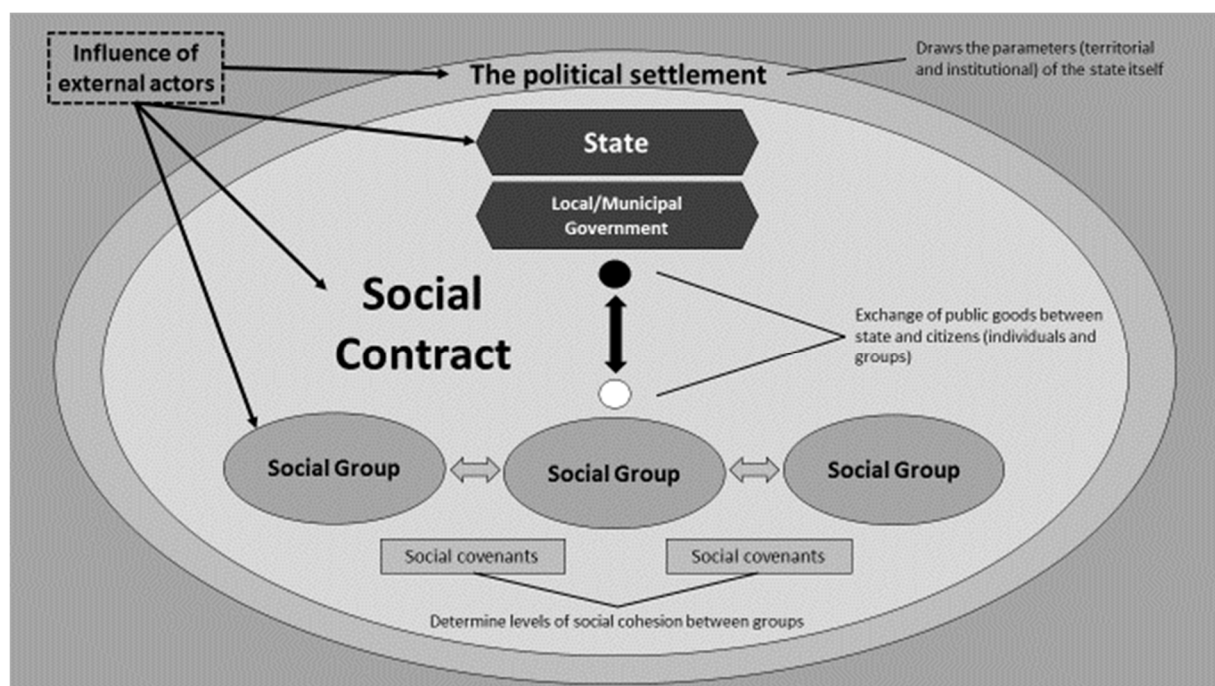 Influence of
external actors
The political settlement
Draws the parameters (territorial
and institutional) of the state itself
State
Local/Municipal
Government
Social
Contract
Exchange of public goods between
state and citizens (individuals and
groups)
Social Group
Social Group
Social Group
Social covenants
Social covenants
Determine levels of social cohesion between groups